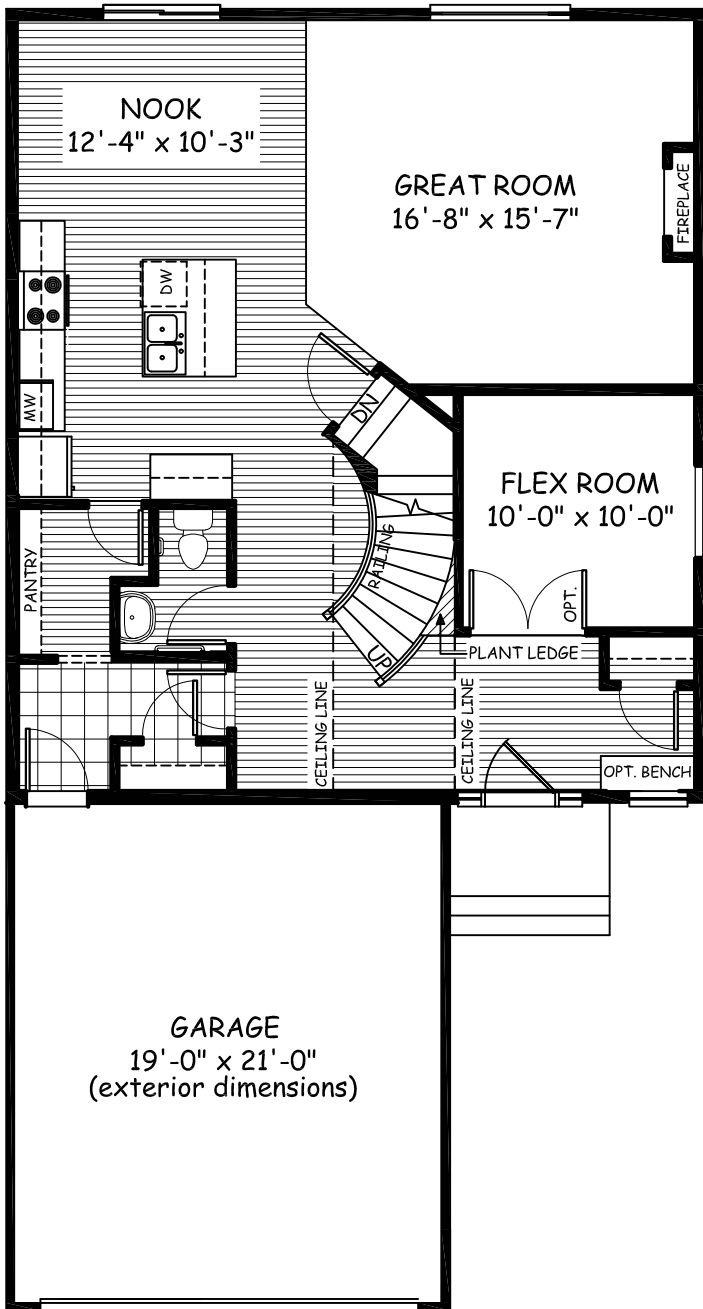 NOOK
12'-4" x 10'-3"
GREAT ROOM
16'-8" x 15'-7"
FIREPLACE
DW
MW
DN
FLEX ROOM
10'-0" x 10'-0"
RAILING
PANTRY
OPT.
UP
PLANT LEDGE
CEILING LINE
CEILING LINE
OPT. BENCH
GARAGE
19'-0" x 21'-0"
(exterior dimensions)